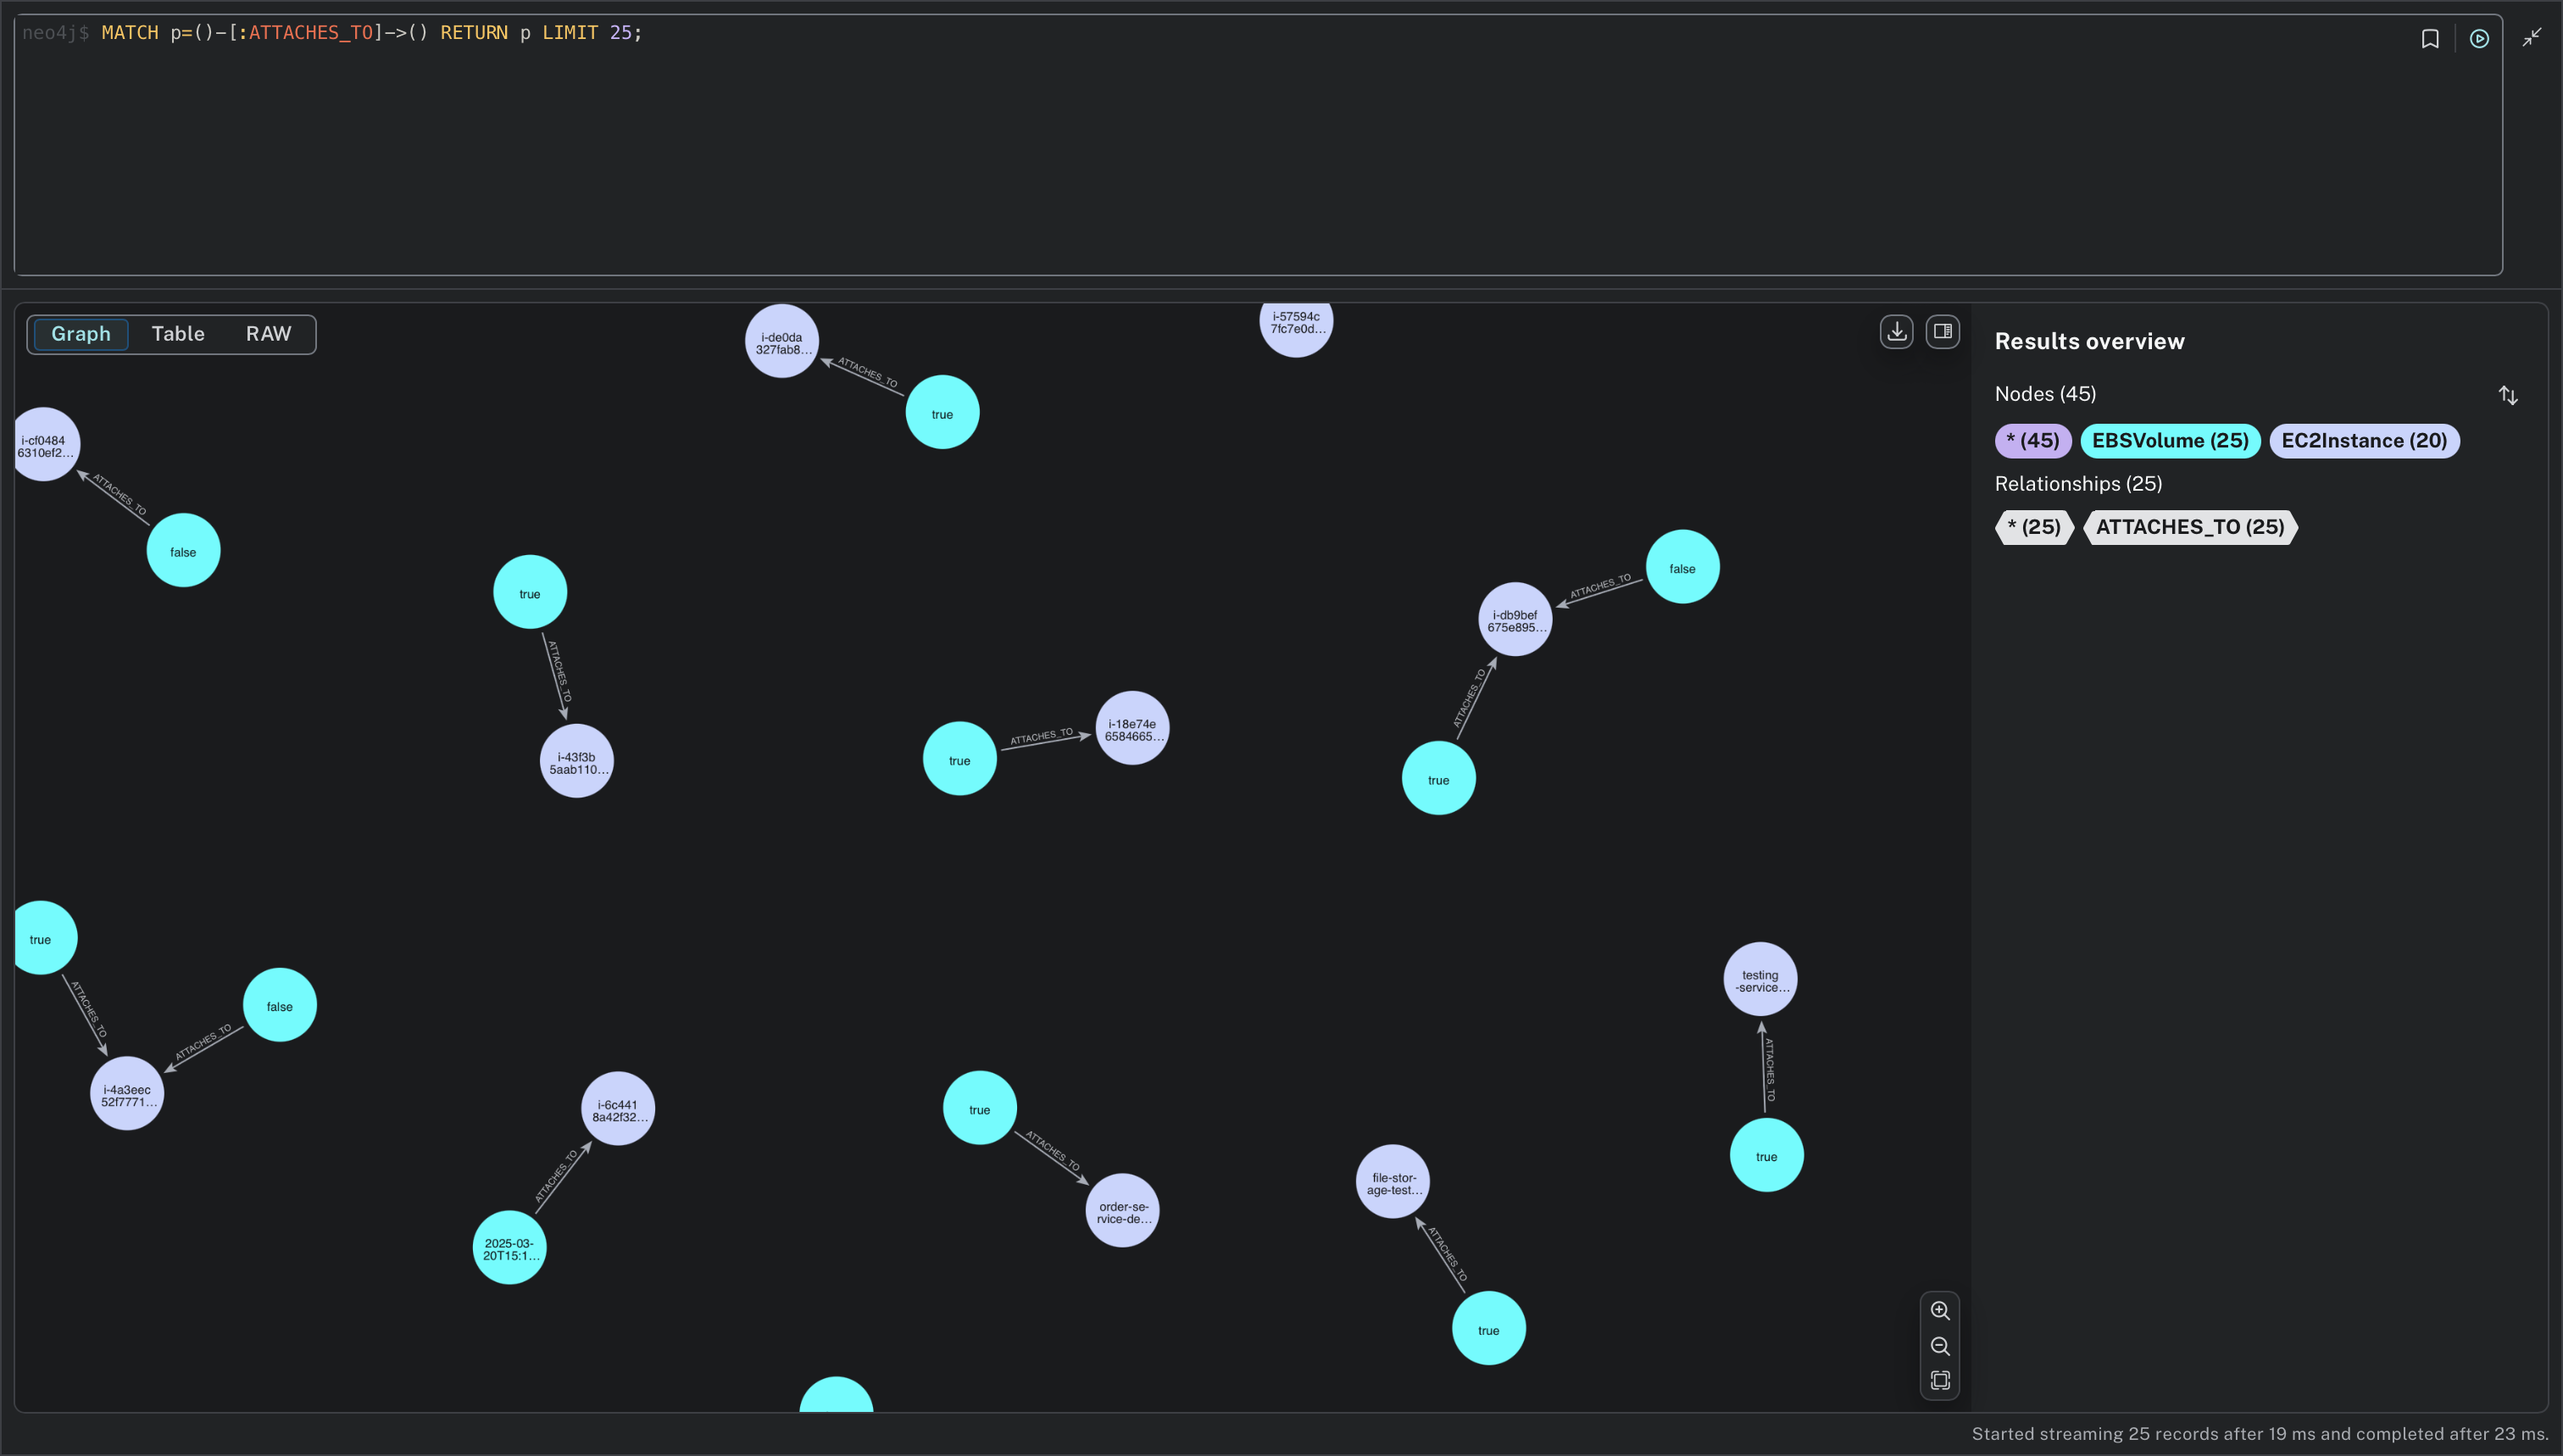 neo4j$ MATCH p=()-[:ATTACHES_TO]->() RETURN p LIMIT 25;
Graph
Table
RAW
i-de0da
327fab8...
ATTACHES_TO
true
i-57594c
7fc7e0d...
i-cf0484
6310ef2...
ATTACHES_TO
false
true
ATTACHES_TO
i-43f3b
5aab110...
true
ATTACHES_TO
i-18e74e
6584665...
false
ATTACHES_TO
i-db9bef
675e895...
ATTACHES_TO
true
true
ATTACHES_TO
false
ATTACHES_TO
i-4a3eec
52f7771...
i-6c441
8a42f32...
ATTACHES_TO
2025-03-
20T15:1...
true
ATTACHES_TO
order-se-
rvice-de...
testing
-service...
ATTACHES_TO
true
file-stor-
age-test...
ATTACHES_TO
true
Results overview
Nodes (45)
* (45)
EBSVolume (25)
EC2Instance (20)
Relationships (25)
* (25)
ATTACHES_TO (25)
Started streaming 25 records after 19 ms and completed after 23 ms.